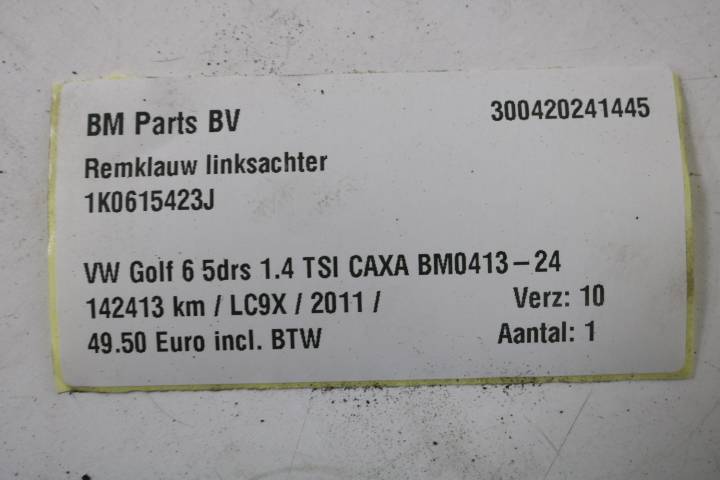 BM Parts BV 300420241445
Remklauw linksachter
1K0615423J
VW Golf 6 5drs 1.4 TSI CAXA BM0413-24
142413 km / LC9X / 2011 / Verz: 10
49.50 Euro incl. BTW Aantal: 1